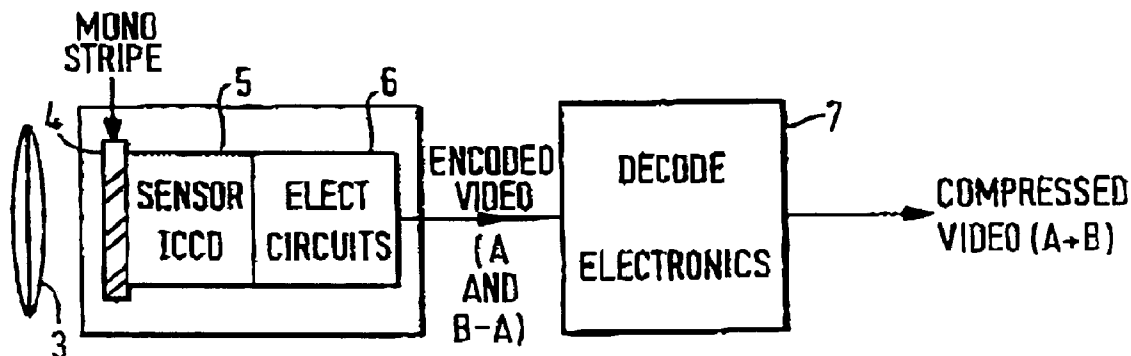 MONO
STRIPE
4
5
6
7
3
SENSOR
ICCD
ELECT
CIRCUITS
ENCODED
VIDEO
(A
AND
B-A)
DECODE
ELECTRONICS
COMPRESSED
VIDEO (A+B)